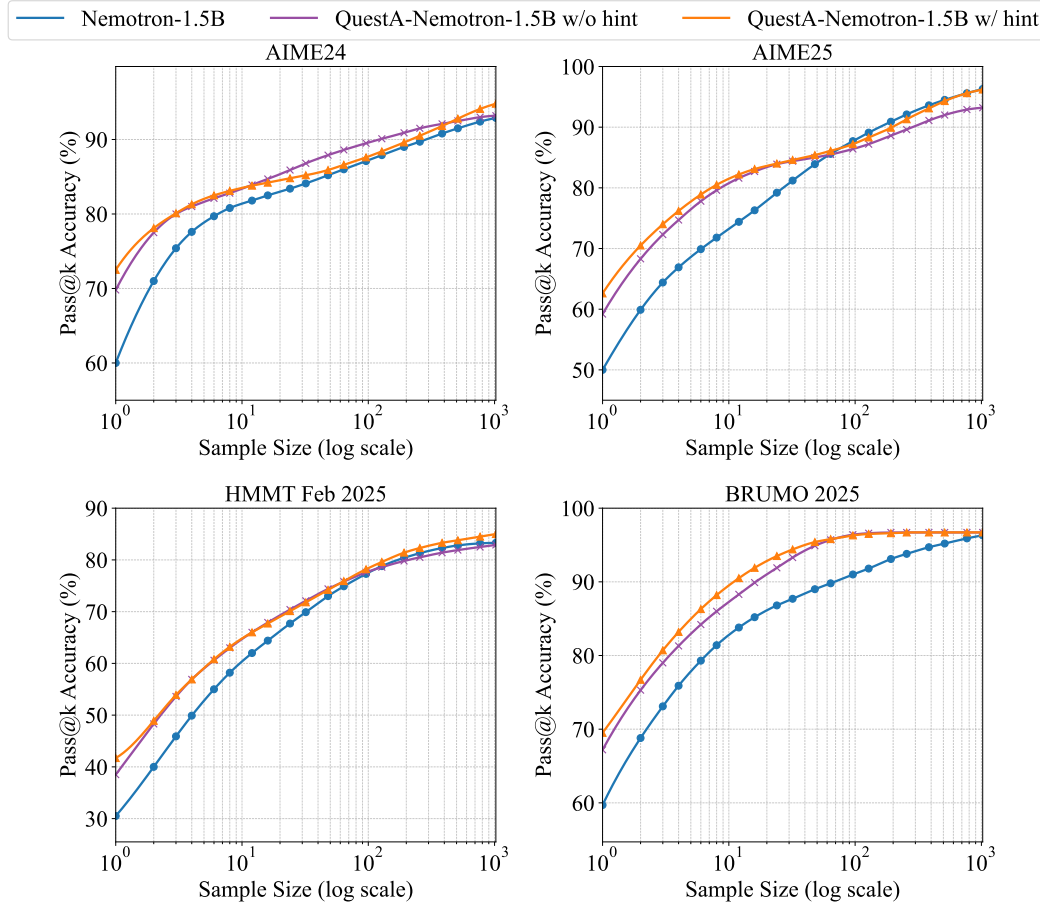 Nemotron-1.5B QuestA-Nemotron-1.5B w/o hint QuestA-Nemotron-1.5B w/ hint
AIME24
90
80
70
60
Pass@k Accuracy (%)
10^0 10^1 10^2 10^3
Sample Size (log scale)
AIME25
100
90
80
70
60
50
Pass@k Accuracy (%)
10^0 10^1 10^2 10^3
Sample Size (log scale)
HMMT Feb 2025
90
80
70
60
50
40
30
Pass@k Accuracy (%)
10^0 10^1 10^2 10^3
Sample Size (log scale)
BRUMO 2025
100
90
80
70
60
Pass@k Accuracy (%)
10^0 10^1 10^2 10^3
Sample Size (log scale)